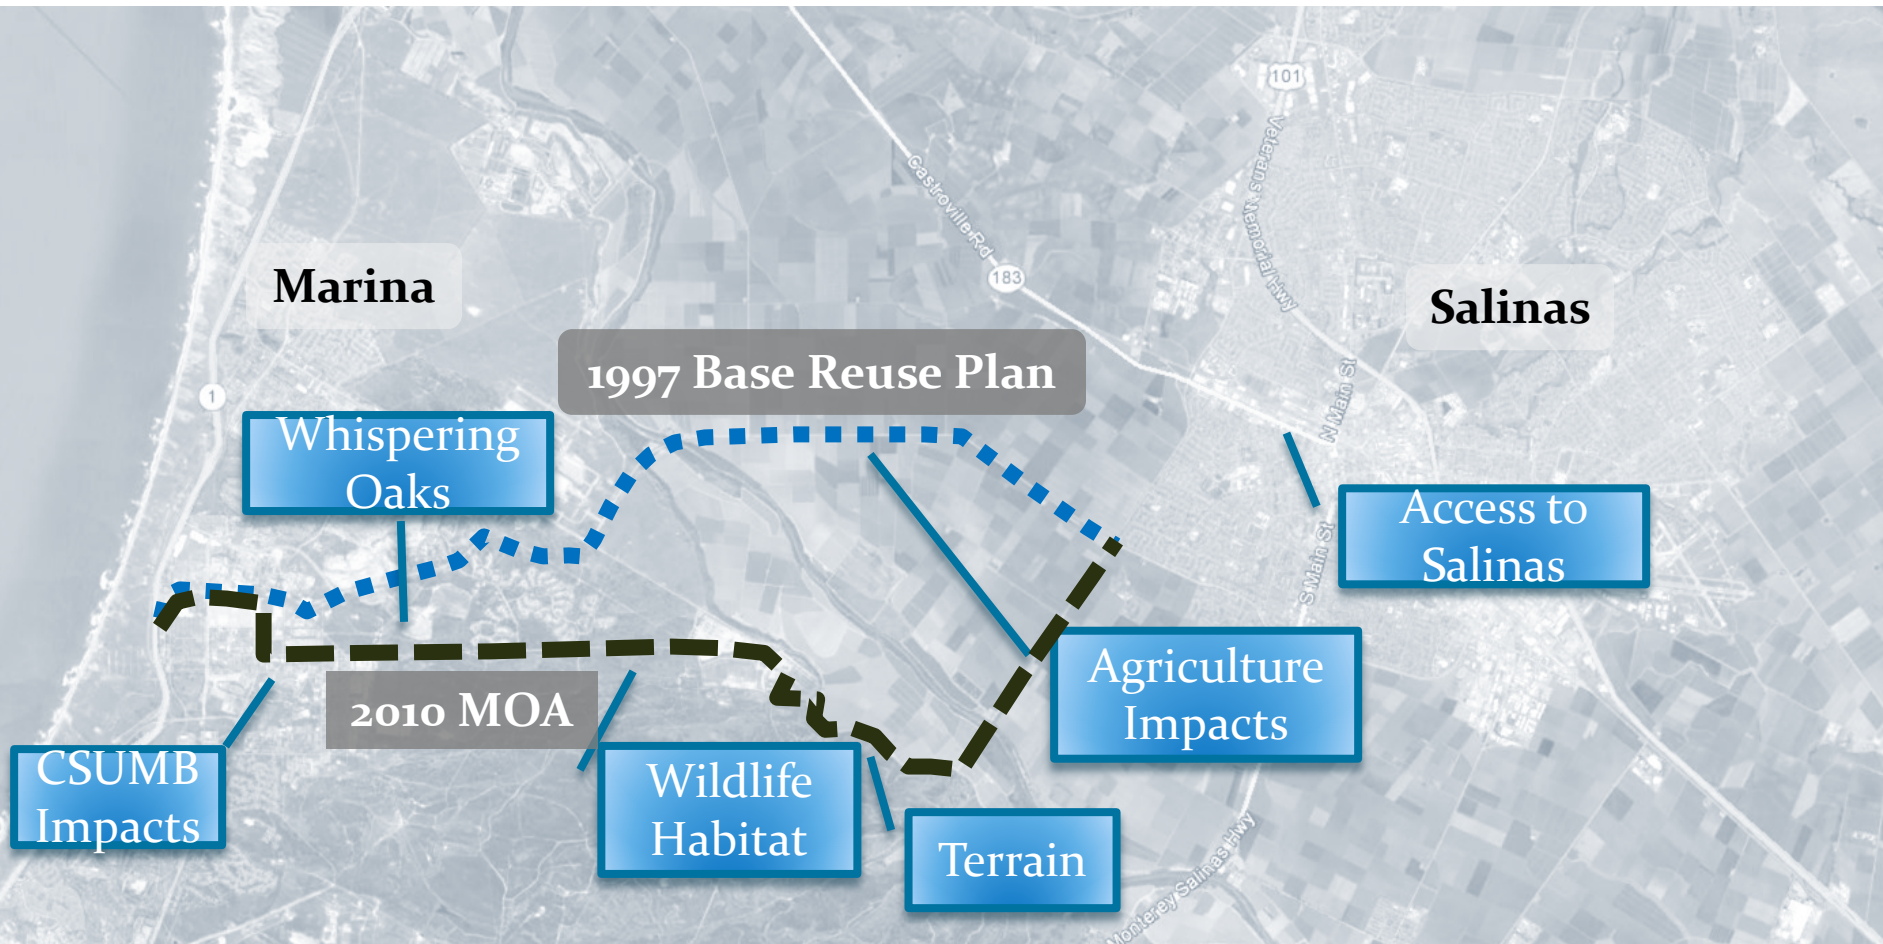 101
Veterans Memorial Hwy
Castroville Rd
183
Marina
Salinas
1997 Base Reuse Plan
1
N Main St
Whispering
Oaks
Access to
Salinas
S Main St
Agriculture
Impacts
2010 MOA
CSUMB
Impacts
Wildlife
Habitat
Terrain
Monterey Salinas Hwy